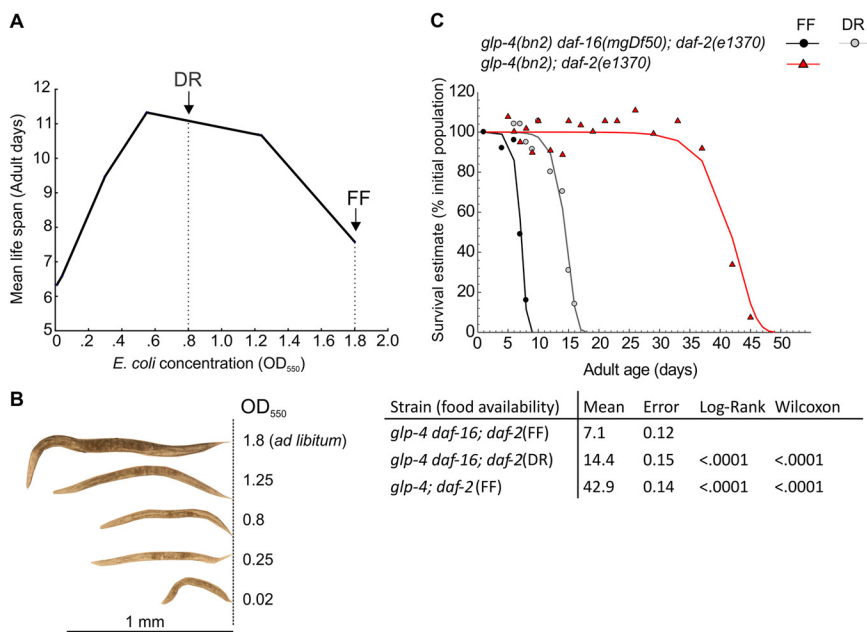 A
DR
FF
Mean life span (Adult days)
12
11
10
9
8
7
6
5
0 .2 .4 .6 .8 1.0 1.2 1.4 1.6 1.8 2.0
E. coli concentration (OD550)
B
OD550
1.8 (ad libitum)
1.25
0.8
0.25
0.02
1 mm
C
FF DR
glp-4(bn2) daf-16(mgDf50); daf-2(e1370)
glp-4(bn2); daf-2(e1370)
Survival estimate (% initial population)
120
100
80
60
40
20
0
0 5 10 15 20 25 30 35 40 45 50
Adult age (days)
Strain (food availability) Mean Error Log-Rank Wilcoxon
glp-4 daf-16; daf-2(FF) 7.1 0.12
glp-4 daf-16; daf-2(DR) 14.4 0.15 <.0001 <.0001
glp-4; daf-2(FF) 42.9 0.14 <.0001 <.0001